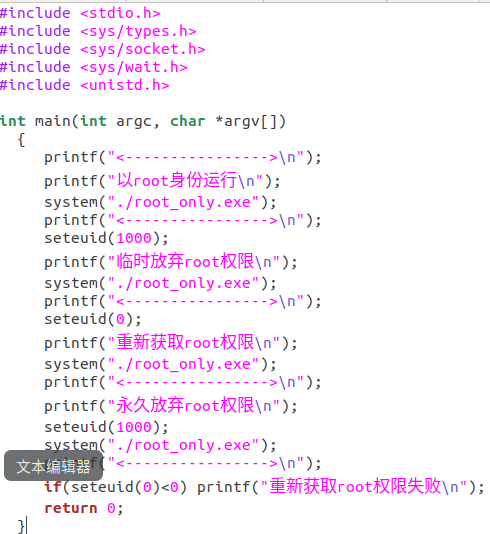 #include <stdio.h>
#include <sys/types.h>
#include <sys/socket.h>
#include <sys/wait.h>
#include <unistd.h>
int main(int argc, char *argv[])
{
printf("<---------------->\n");
printf("以root身份运行\n");
system("./root_only.exe");
printf("<---------------->\n");
seteuid(1000);
printf("临时放弃root权限\n");
system("./root_only.exe");
printf("<---------------->\n");
seteuid(0);
printf("重新获取root权限\n");
system("./root_only.exe");
printf("<---------------->\n");
printf("永久放弃root权限\n");
seteuid(1000);
system("./root_only.exe");
文本编辑器 f("<---------------->\n");
if(seteuid(0)<0) printf("重新获取root权限失败\n");
return 0;
}